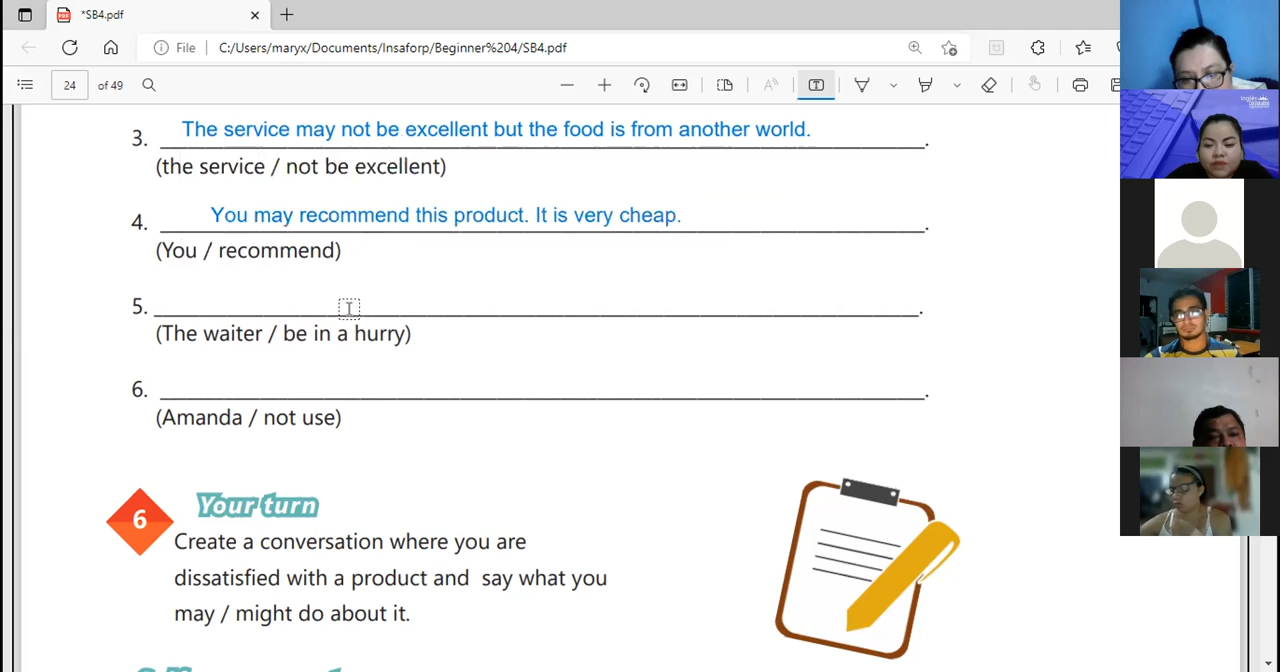 *SB4.pdf
File
C:/Users/maryx/Documents/Insaforp/Beginner%204/SB4.pdf
24 of 49
3. The service may not be excellent but the food is from another world.
(the service / not be excellent)
4. You may recommend this product. It is very cheap.
(You / recommend)
5.
(The waiter / be in a hurry)
6.
(Amanda / not use)
6 Your turn
Create a conversation where you are
dissatisfied with a product and say what you
may / might do about it.